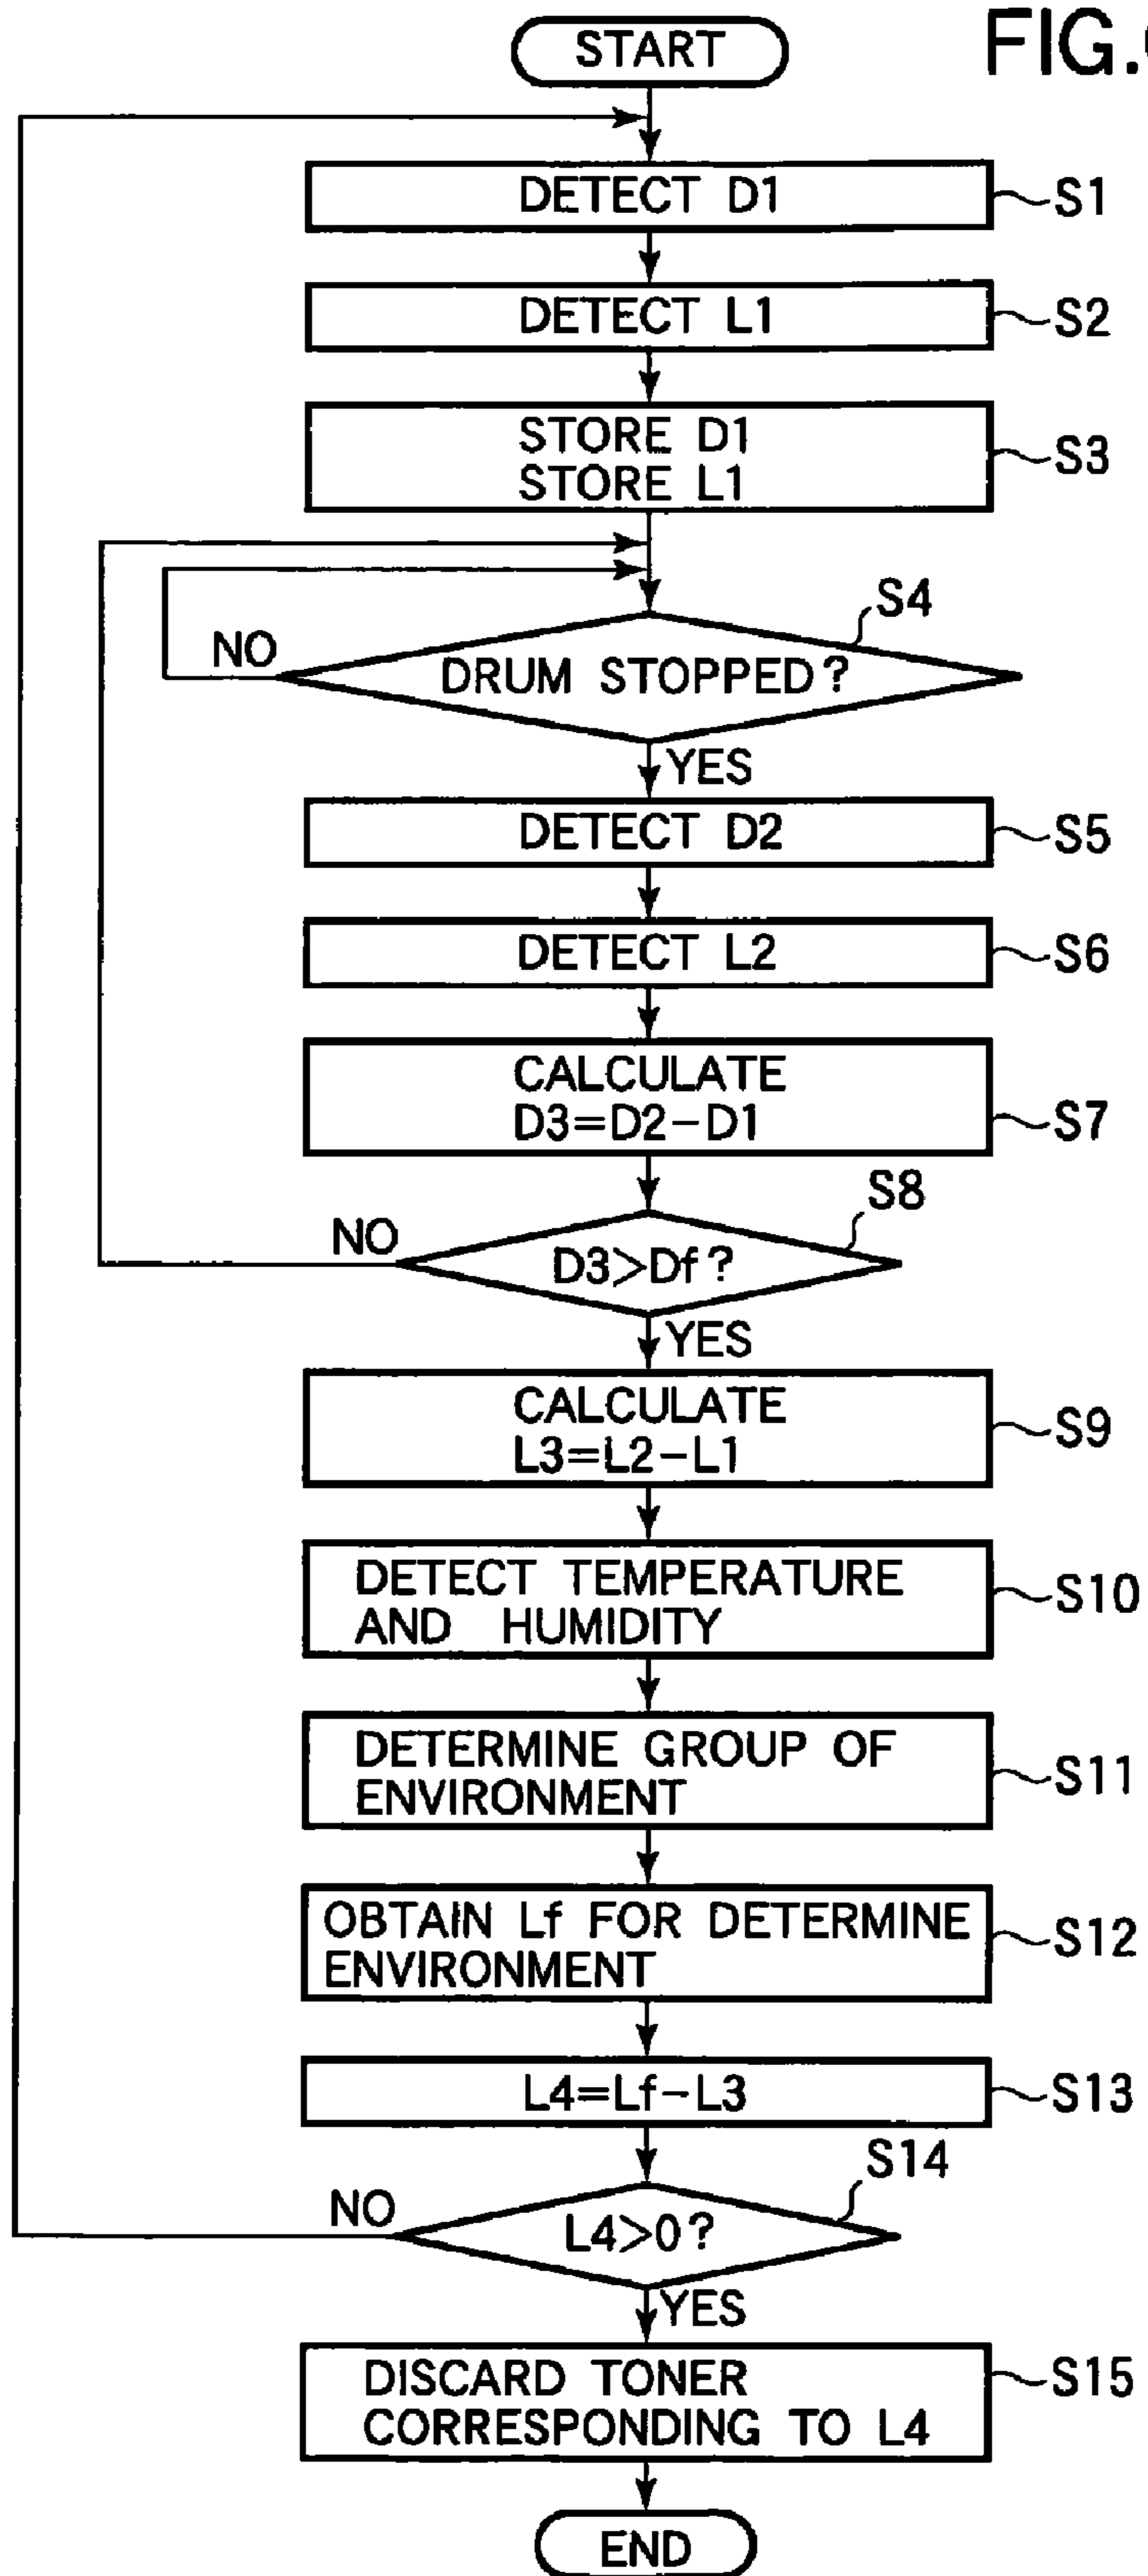 FIG.
START
DETECT D1
S1
DETECT L1
S2
STORE D1
STORE L1
S3
S4
NO
DRUM STOPPED?
YES
DETECT D2
S5
DETECT L2
S6
CALCULATE
D3=D2-D1
S7
S8
NO
D3>Df?
YES
CALCULATE
L3=L2-L1
S9
DETECT TEMPERATURE
AND HUMIDITY
S10
DETERMINE GROUP OF
ENVIRONMENT
S11
OBTAIN Lf FOR DETERMINE
ENVIRONMENT
S12
L4=Lf-L3
S13
S14
NO
L4>0?
YES
DISCARD TONER
CORRESPONDING TO L4
S15
END